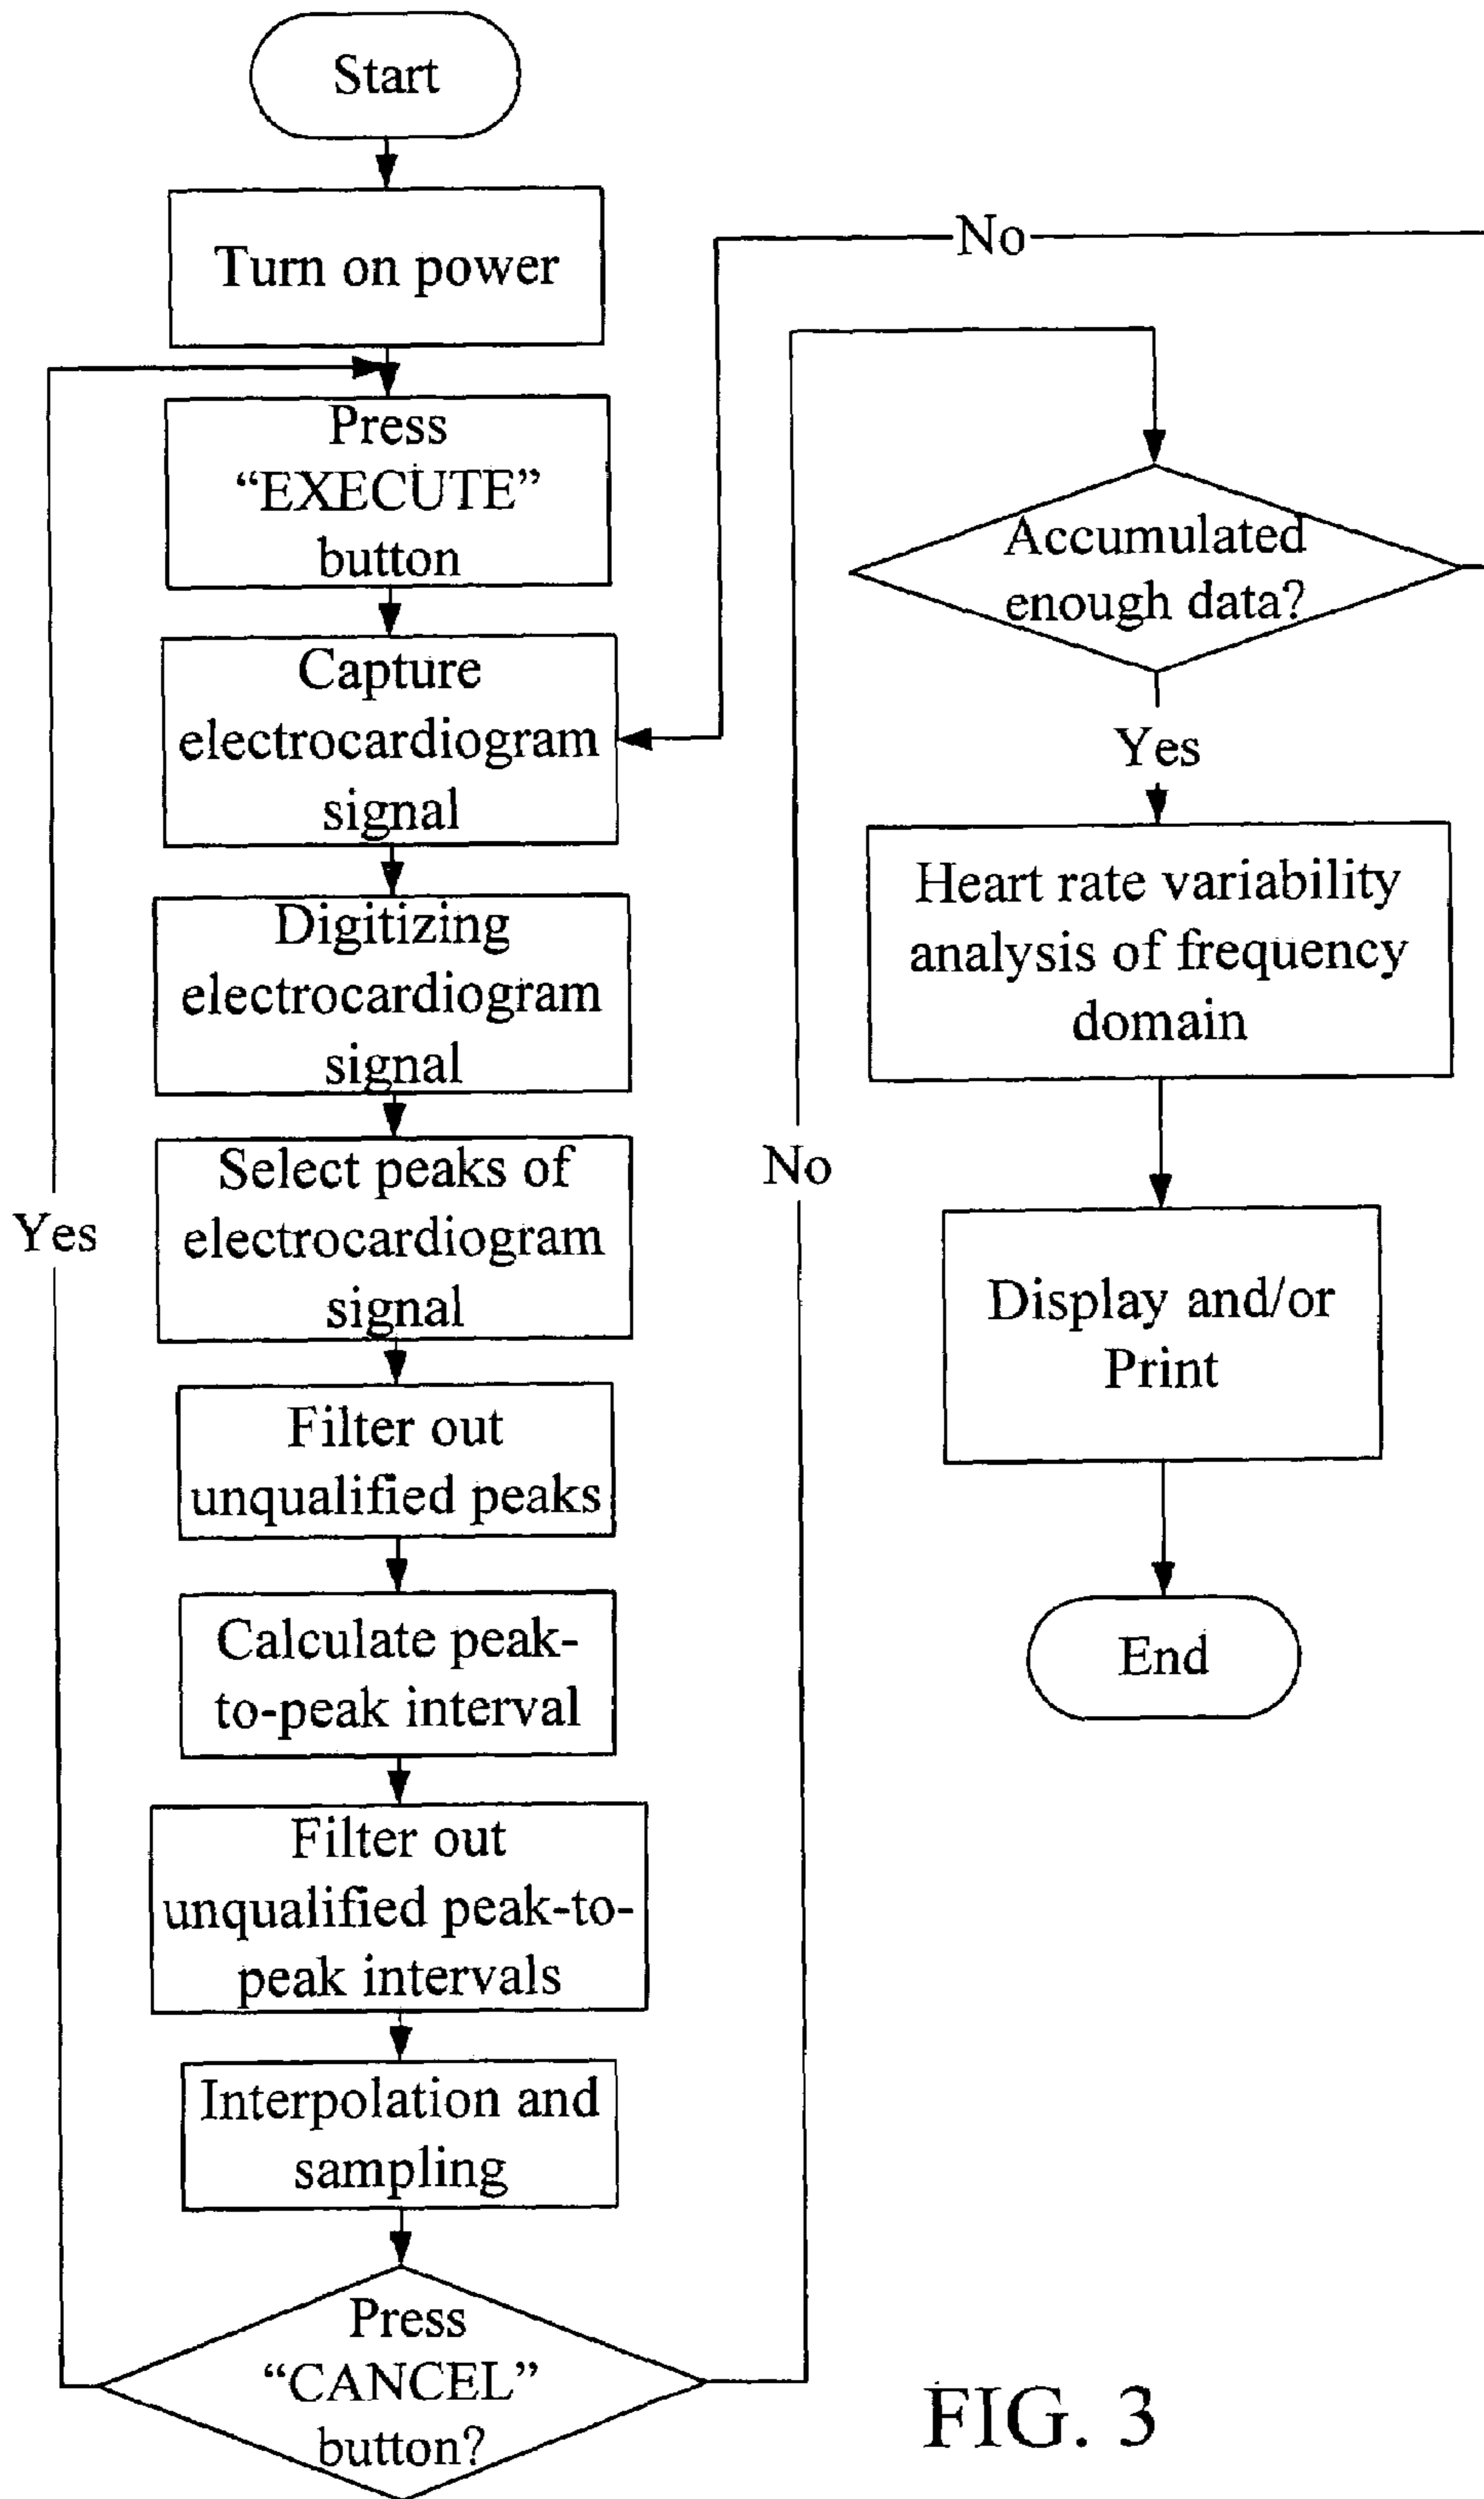 Start
Turn on power
Press
“EXECUTE”
button
Capture
electrocardiogram
signal
Digitizing
electrocardiogram
signal
Select peaks of
electrocardiogram
signal
Filter out
unqualified peaks
Calculate peak-
to-peak interval
Filter out
unqualified peak-to-
peak intervals
Interpolation and
sampling
Press
“CANCEL”
button?
Yes
No
No
Accumulated
enough data?
Yes
Heart rate variability
analysis of frequency
domain
Display and/or
Print
End
FIG. 3